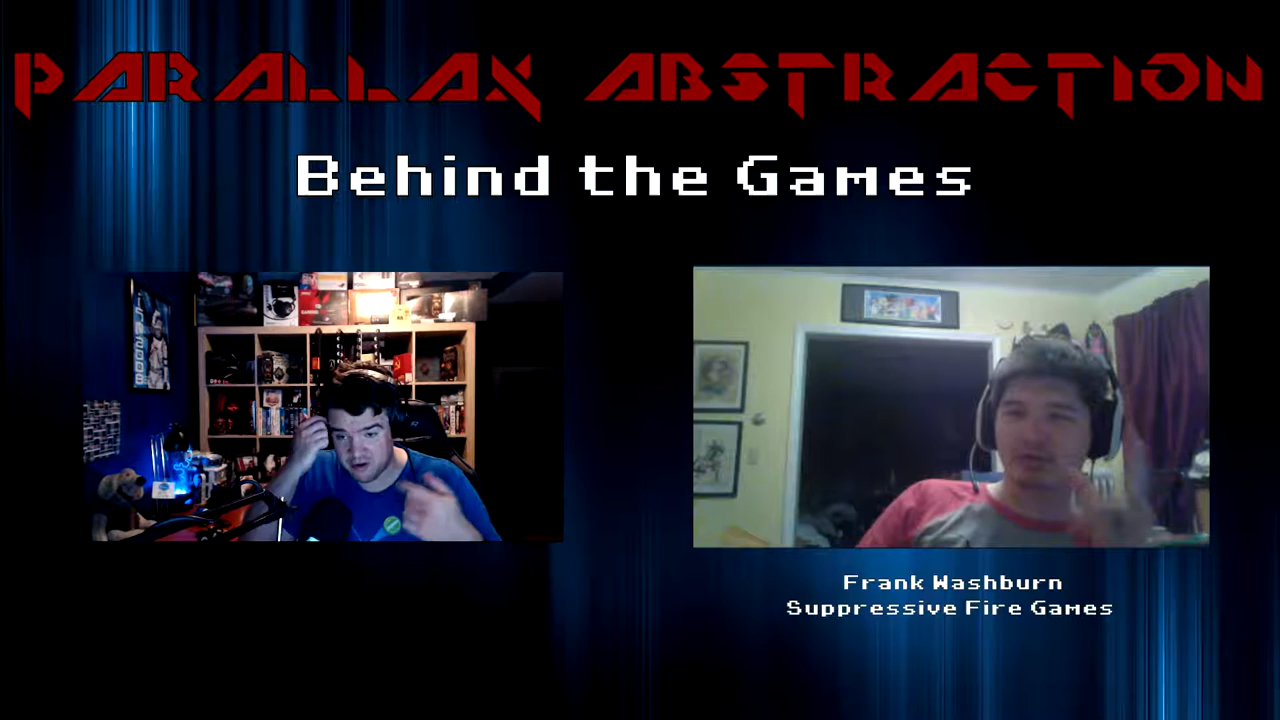 PARALLAX ABSTRACTION
Behind the Games
Frank Washburn
Suppressive Fire Games